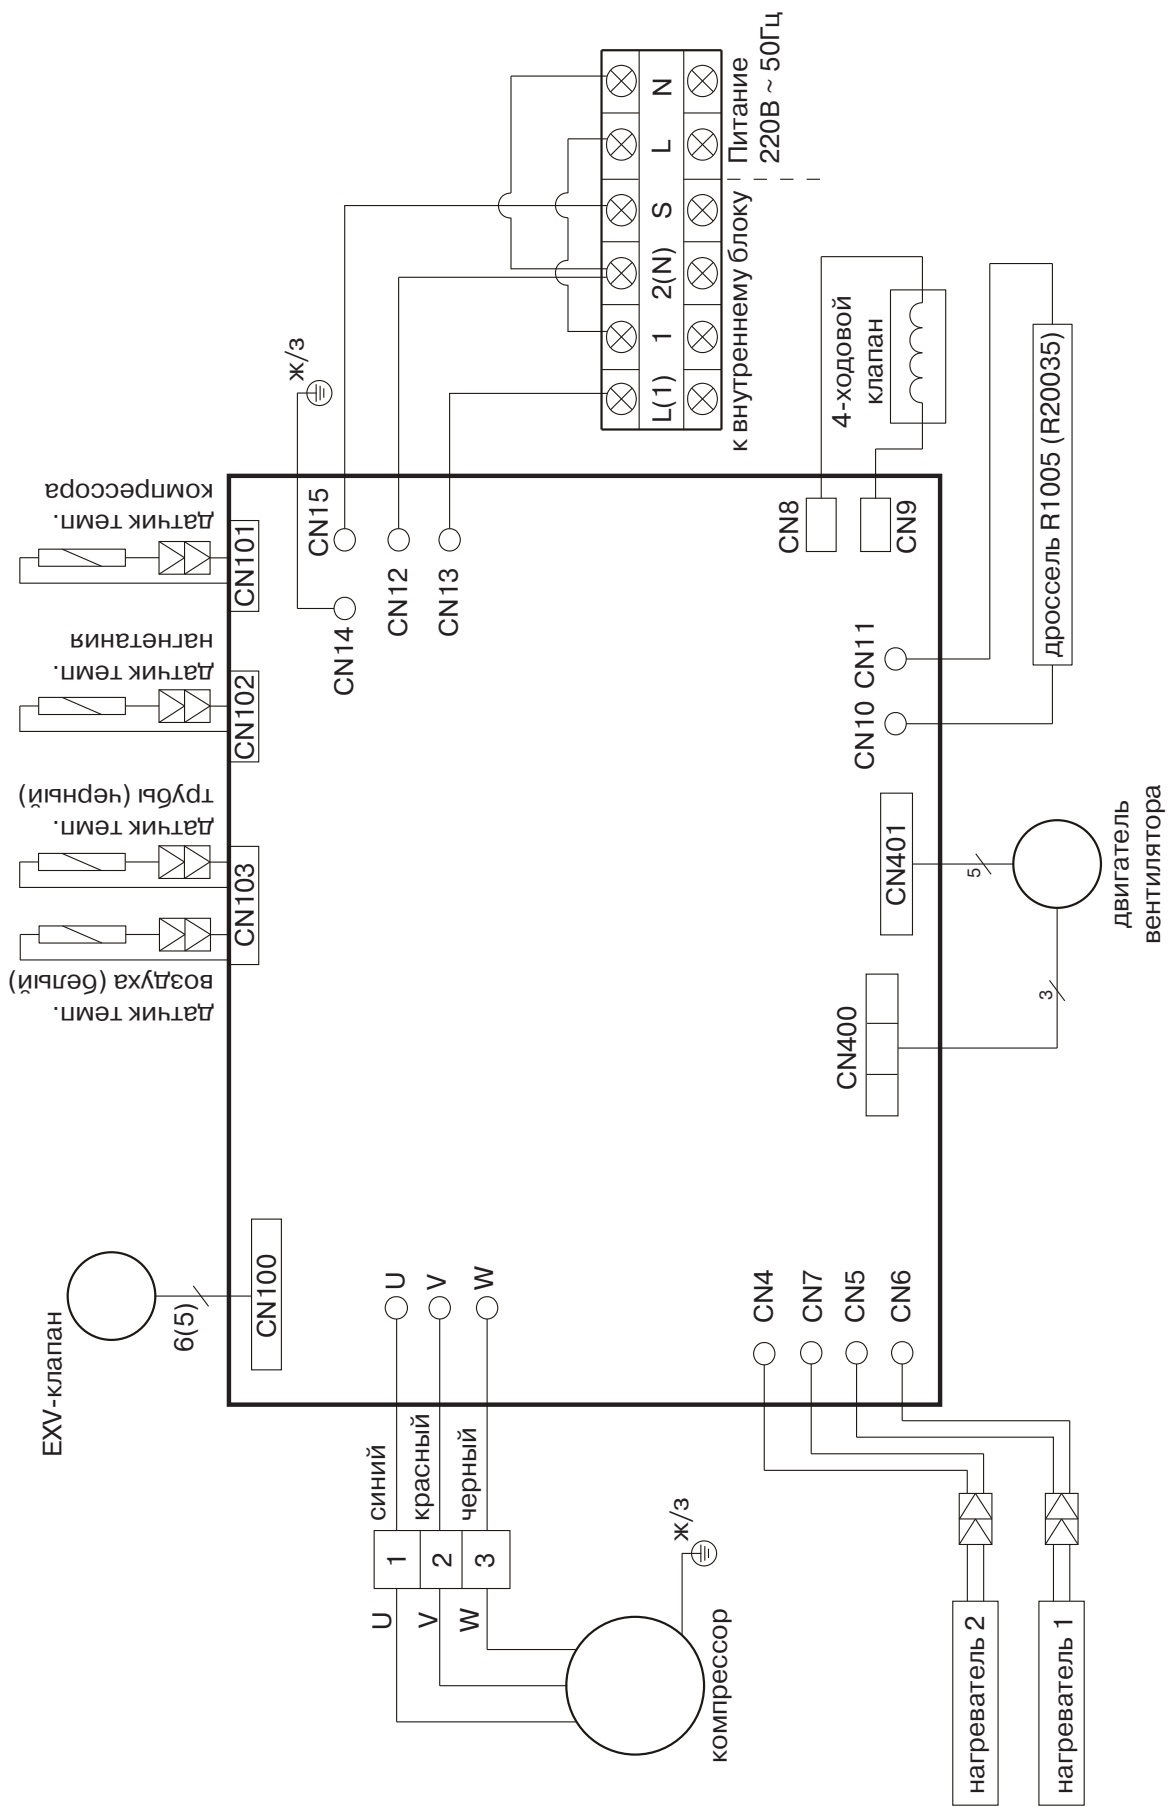 EXV-клапан
6(5)
CN100
датчик темп.
воздуха (белый)
датчик темп.
трубы (черный)
CN103
датчик темп.
нагнетания
CN102
датчик темп.
компрессора
CN101
ж/з
CN14
CN15
CN12
CN13
L(1)
1
2(N)
S
L
N
к внутреннему блоку
Питание
220В ~ 50Гц
4-ходовой
клапан
CN8
CN9
CN10
CN11
дроссель R1005 (R20035)
CN401
5
CN400
3
двигатель
вентилятора
U
V
W
синий
красный
черный
1
2
3
U
V
W
компрессор
ж/з
CN4
CN7
CN5
CN6
нагреватель 2
нагреватель 1